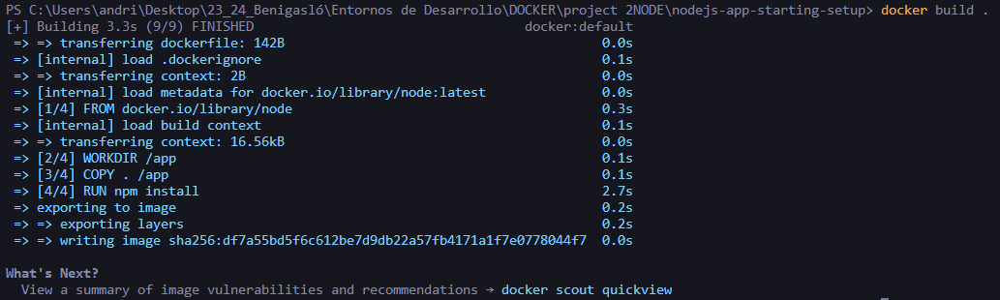 PS C:\Users\andri\Desktop\23_24_Benigasló\Entornos de Desarrollo\DOCKER\project 2NODE\nodejs-app-starting-setup> docker build .
[+] Building 3.3s (9/9) FINISHED docker:default
=> => transferring dockerfile: 142B 0.0s
=> [internal] load .dockerignore 0.1s
=> => transferring context: 2B 0.0s
=> [internal] load metadata for docker.io/library/node:latest 0.0s
=> [1/4] FROM docker.io/library/node 0.3s
=> [internal] load build context 0.1s
=> => transferring context: 16.56kB 0.0s
=> [2/4] WORKDIR /app 0.1s
=> [3/4] COPY . /app 0.1s
=> [4/4] RUN npm install 2.7s
=> exporting to image 0.2s
=> => exporting layers 0.2s
=> => writing image sha256:df7a55bd5f6c612be7d9db22a57fb4171a1f7e0778044f7 0.0s
What's Next?
View a summary of image vulnerabilities and recommendations → docker scout quickview